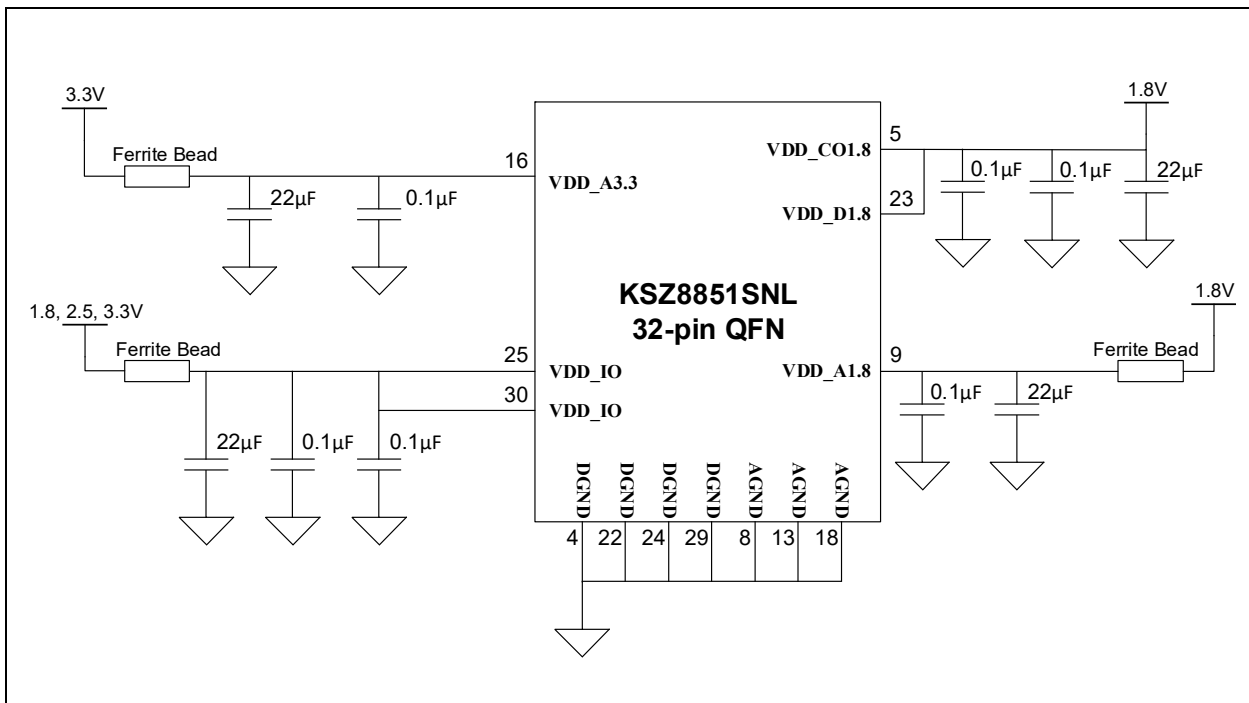 3.3V
Ferrite Bead
16
VDD_A3.3
22µF
0.1µF
1.8, 2.5, 3.3V
Ferrite Bead
25
VDD_IO
30
VDD_IO
22µF
0.1µF
0.1µF
KSZ8851SNL
32-pin QFN
1.8V
5
VDD_CO1.8
0.1µF
0.1µF
22µF
23
VDD_D1.8
1.8V
Ferrite Bead
9
VDD_A1.8
0.1µF
22µF
DGND
DGND
DGND
DGND
AGND
AGND
AGND
4
22
24
29
8
13
18